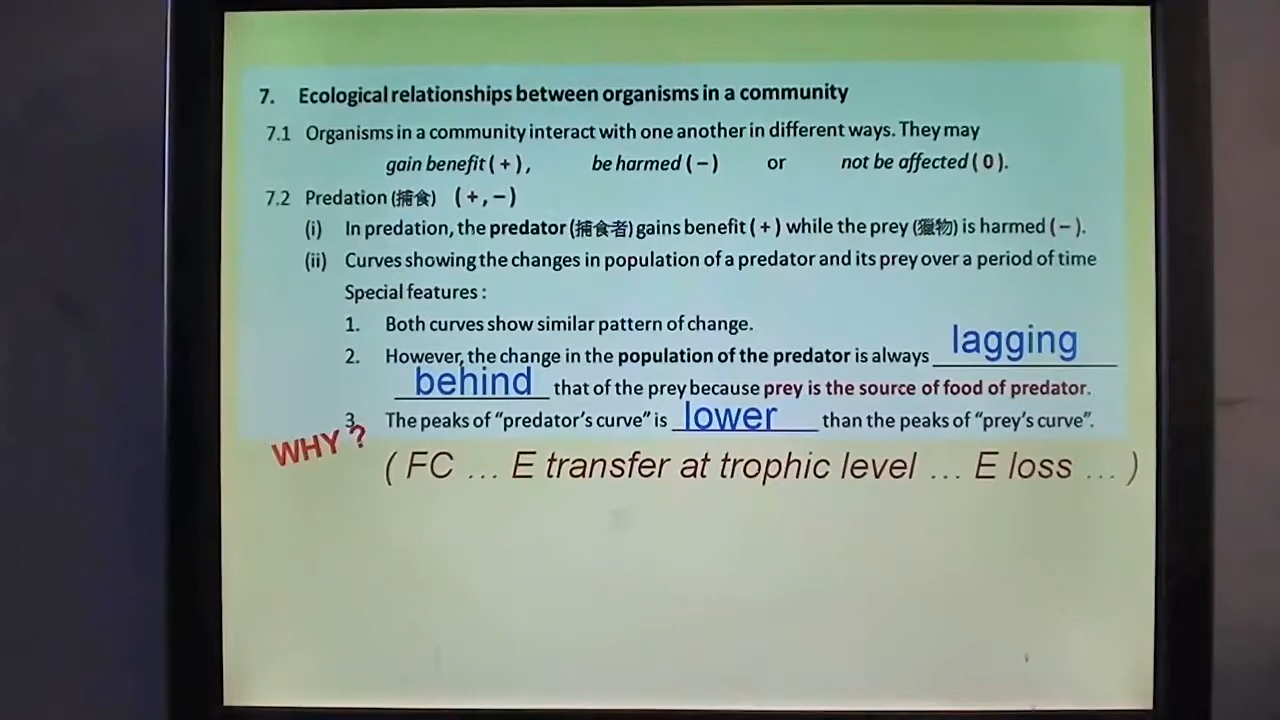 7. Ecological relationships between organisms in a community
7.1 Organisms in a community interact with one another in different ways. They may
gain benefit ( + ), be harmed ( − ) or not be affected ( 0 ).
7.2 Predation (捕食) ( + , − )
(i) In predation, the predator (捕食者) gains benefit ( + ) while the prey (獵物) is harmed ( − ).
(ii) Curves showing the changes in population of a predator and its prey over a period of time
Special features :
1. Both curves show similar pattern of change.
2. However, the change in the population of the predator is always lagging
behind that of the prey because prey is the source of food of predator.
3. The peaks of “predator’s curve” is lower than the peaks of “prey’s curve”.
WHY ?
( FC ... E transfer at trophic level ... E loss ... )